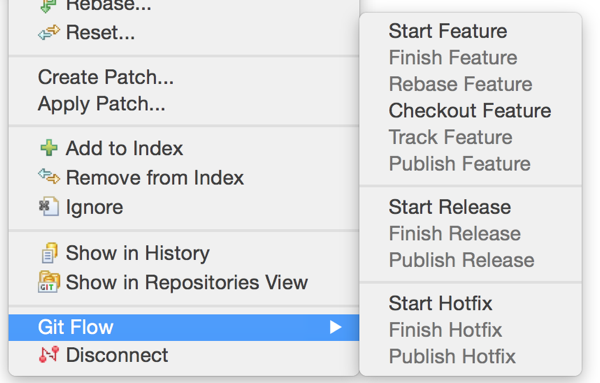 Rebase...
Reset...
Create Patch...
Apply Patch...
Add to Index
Remove from Index
Ignore
Show in History
GIT
Show in Repositories View
Git Flow
Disconnect
Start Feature
Finish Feature
Rebase Feature
Checkout Feature
Track Feature
Publish Feature
Start Release
Finish Release
Publish Release
Start Hotfix
Finish Hotfix
Publish Hotfix